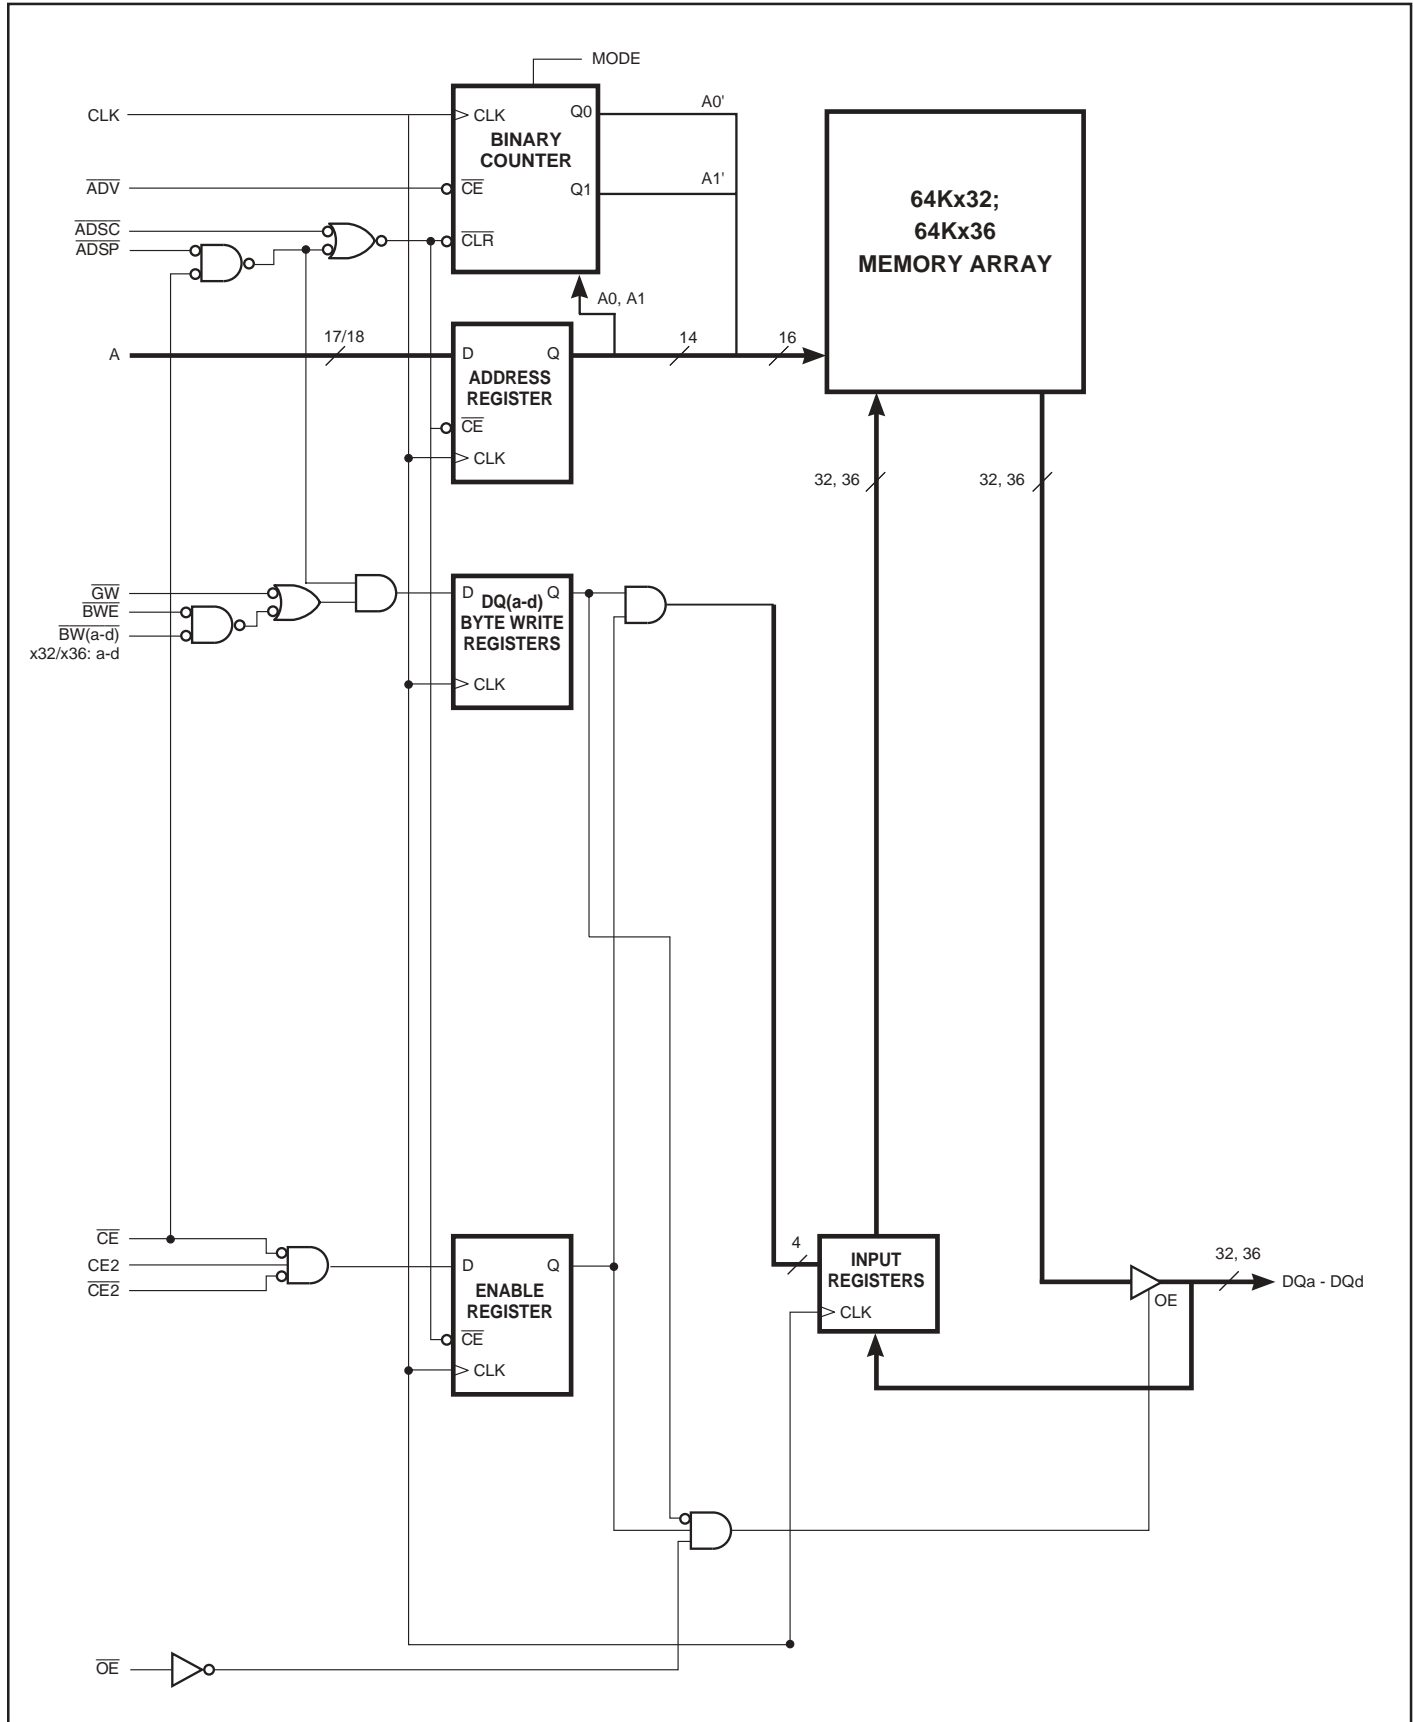 MODE
CLK
CLK
Q0
A0'
BINARY
COUNTER
ADV
CE
Q1
A1'
64Kx32;
64Kx36
MEMORY ARRAY
ADSC
ADSP
CLR
A0, A1
A
17/18
D
Q
14
16
ADDRESS
REGISTER
CE
CLK
32, 36
32, 36
GW
BWE
BW(a-d)
x32/x36: a-d
D
Q
DQ(a-d)
BYTE WRITE
REGISTERS
CLK
CE
CE2
CE2
D
Q
ENABLE
REGISTER
CE
CLK
4
INPUT
REGISTERS
CLK
32, 36
DQa - DQd
OE
OE